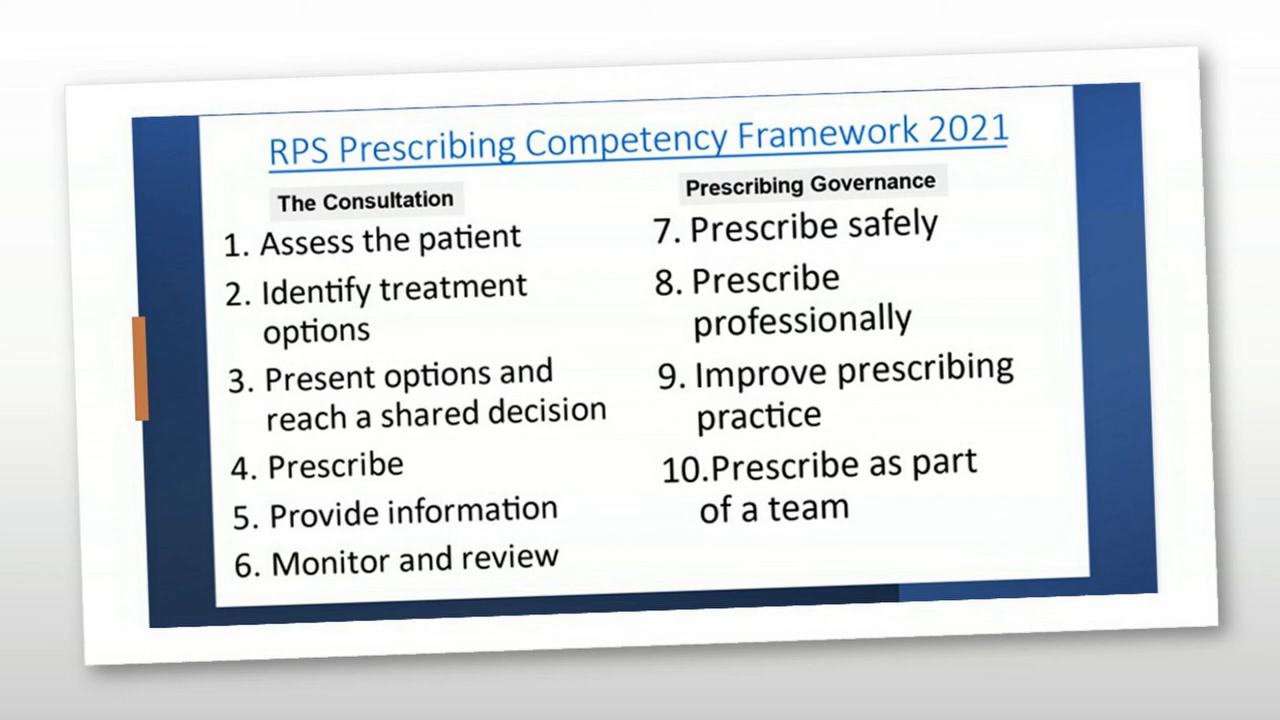 RPS Prescribing Competency Framework 2021
The Consultation
1. Assess the patient
2. Identify treatment
options
3. Present options and
reach a shared decision
4. Prescribe
5. Provide information
6. Monitor and review
Prescribing Governance
7. Prescribe safely
8. Prescribe
professionally
9. Improve prescribing
practice
10.Prescribe as part
of a team